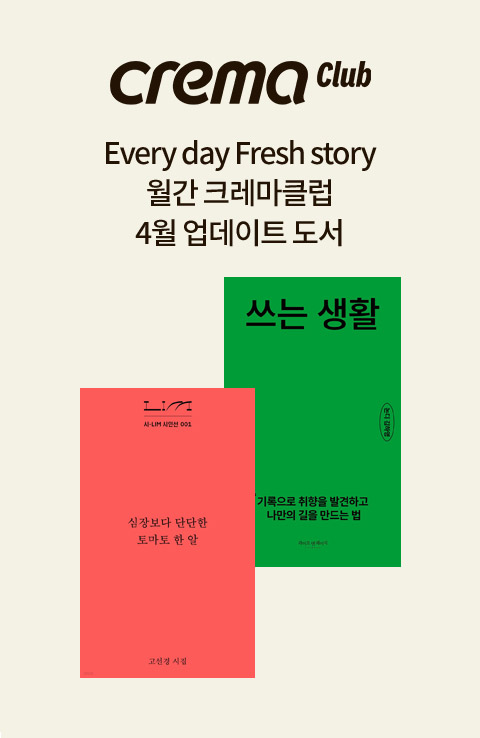 crema Club
Every day Fresh story
월간 크레마클럽
4월 업데이트 도서
쓰는 생활
기록으로 취향을 발견하고
나만의 길을 만드는 법
LIM
시-LIM 시인선 001
심장보다 단단한
토마토 한 알
고선경 시집